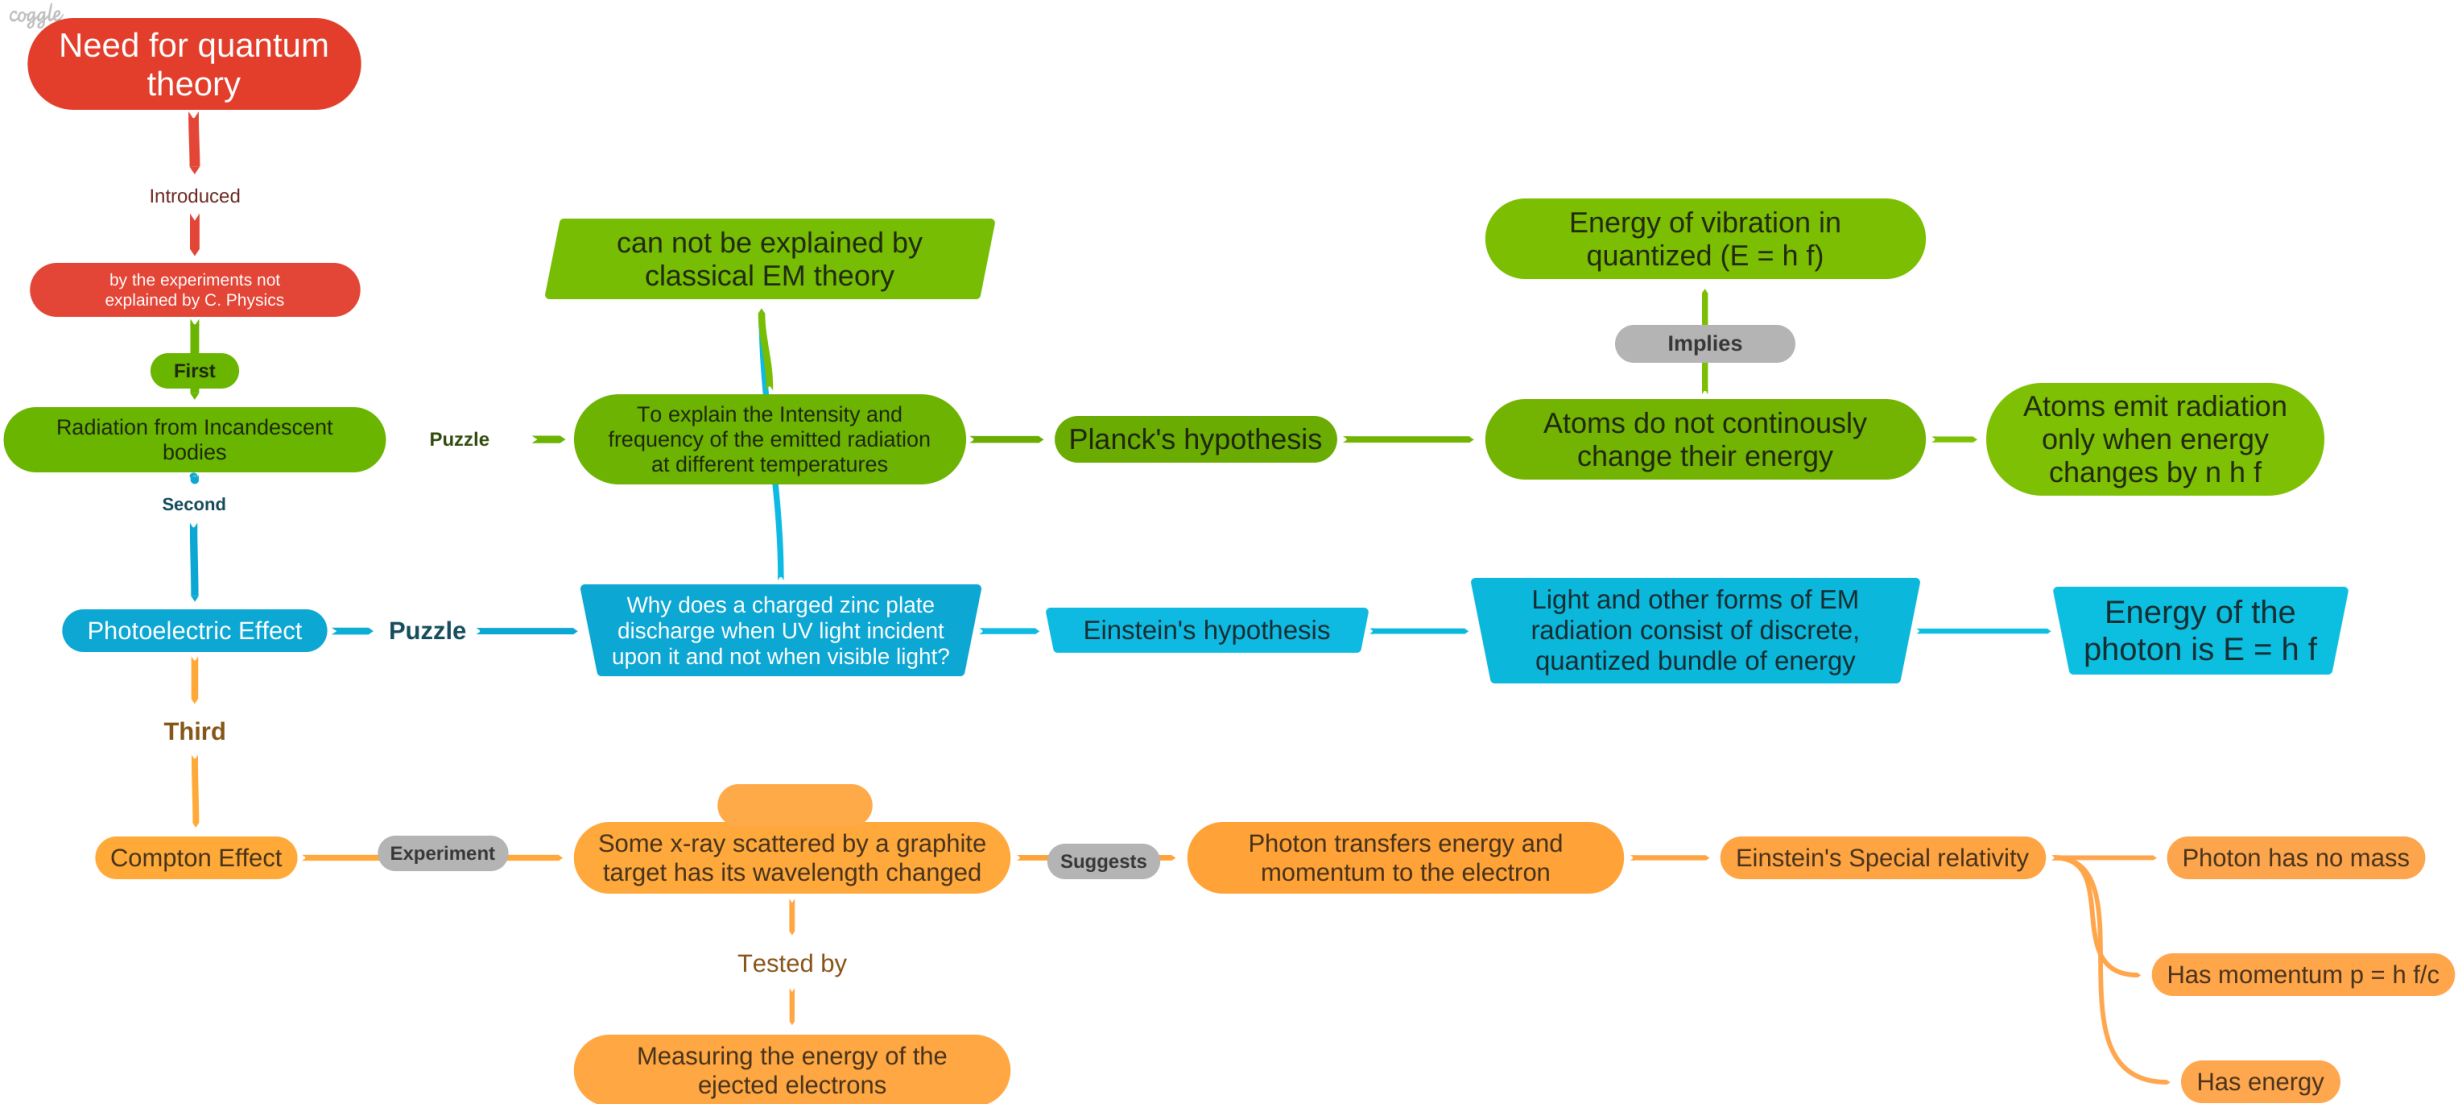 coggle
Need for quantum
theory
Introduced
by the experiments not
explained by C. Physics
First
Radiation from Incandescent
bodies
Puzzle
To explain the Intensity and
frequency of the emitted radiation
at different temperatures
can not be explained by
classical EM theory
Planck's hypothesis
Atoms do not continously
change their energy
Implies
Energy of vibration in
quantized (E = h f)
Atoms emit radiation
only when energy
changes by n h f
Second
Photoelectric Effect
Puzzle
Why does a charged zinc plate
discharge when UV light incident
upon it and not when visible light?
Einstein's hypothesis
Light and other forms of EM
radiation consist of discrete,
quantized bundle of energy
Energy of the
photon is E = h f
Third
Compton Effect
Experiment
Some x-ray scattered by a graphite
target has its wavelength changed
Suggests
Photon transfers energy and
momentum to the electron
Einstein's Special relativity
Photon has no mass
Has momentum p = h f/c
Has energy
Tested by
Measuring the energy of the
ejected electrons